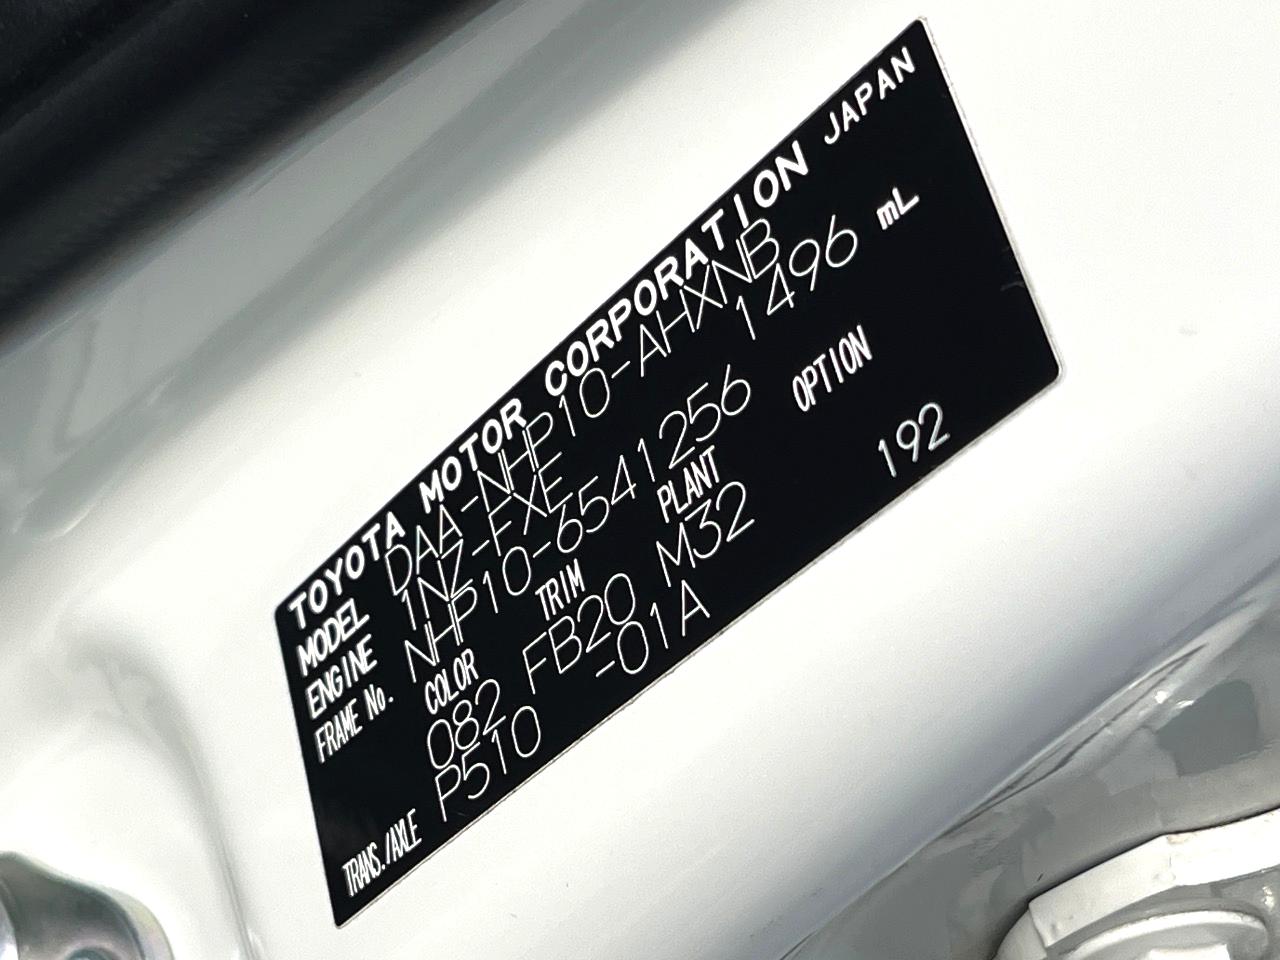 TOYOTA MOTOR CORPORATION JAPAN
MODEL DAA-NHP10-AHXNB
ENGINE 1NZ-FXE 1496 mL
FRAME No. NHP10-6541256
COLOR TRIM PLANT OPTION
082 FB20 M32 192
-01A
TRANS./AXLE P510